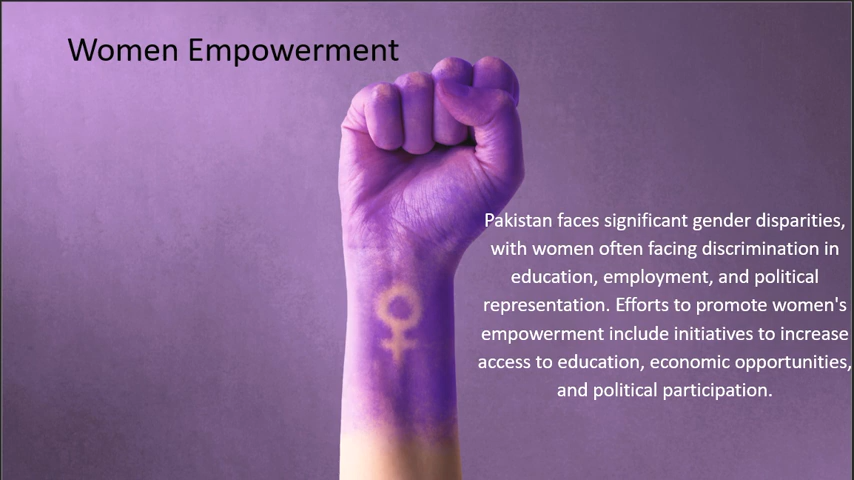 Women Empowerment
Pakistan faces significant gender disparities,
with women often facing discrimination in
education, employment, and political
representation. Efforts to promote women's
empowerment include initiatives to increase
access to education, economic opportunities,
and political participation.